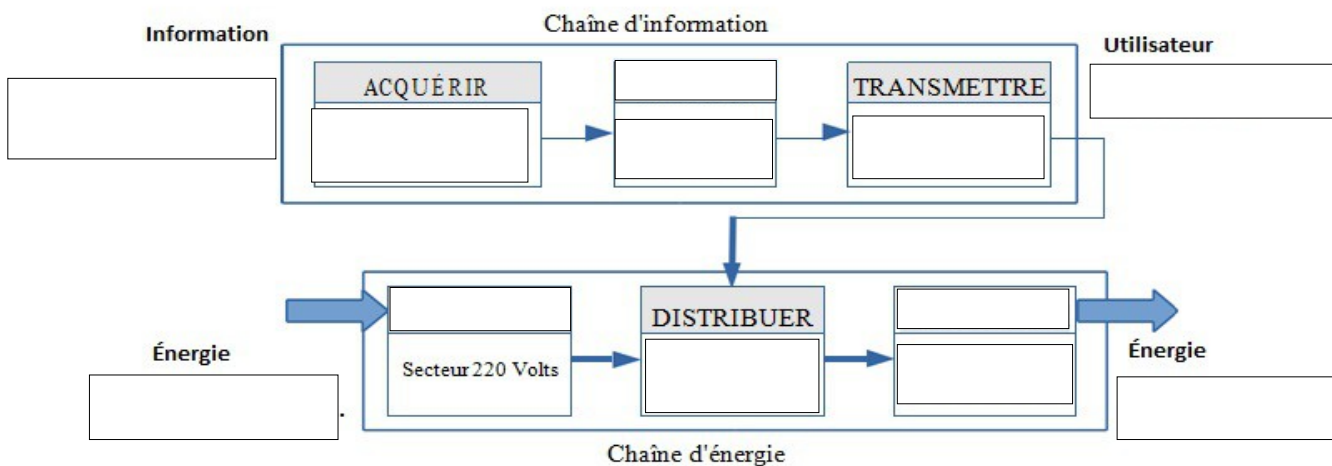 Chaîne d'information
Information
Utilisateur
ACQUÉRIR
TRANSMETTRE
DISTRIBUER
Énergie
Secteur 220 Volts
Énergie
.
Chaîne d'énergie